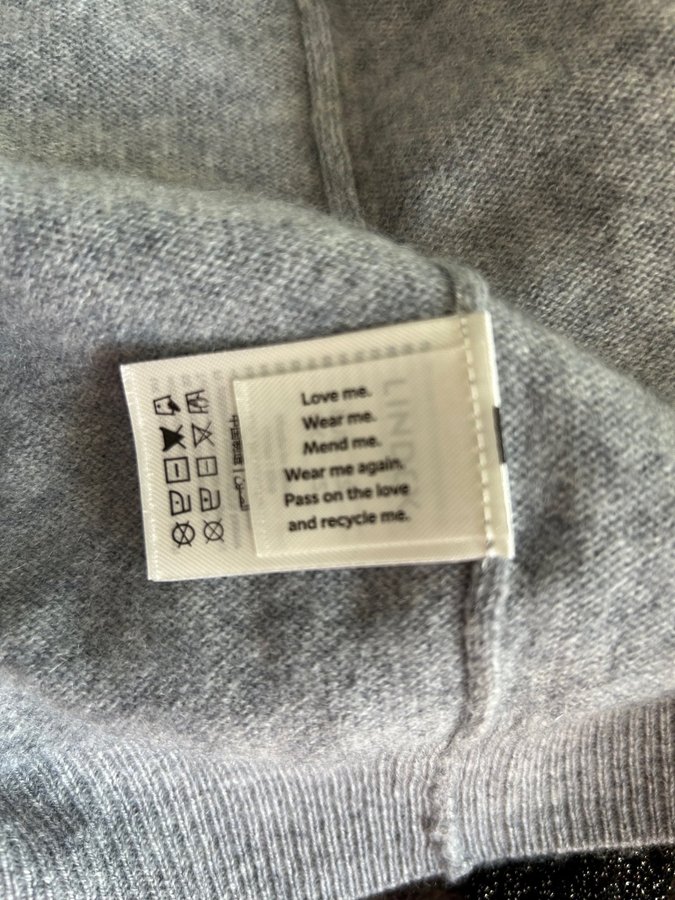 Love me.
Wear me.
Mend me.
Wear me again.
Pass on the love
and recycle me.